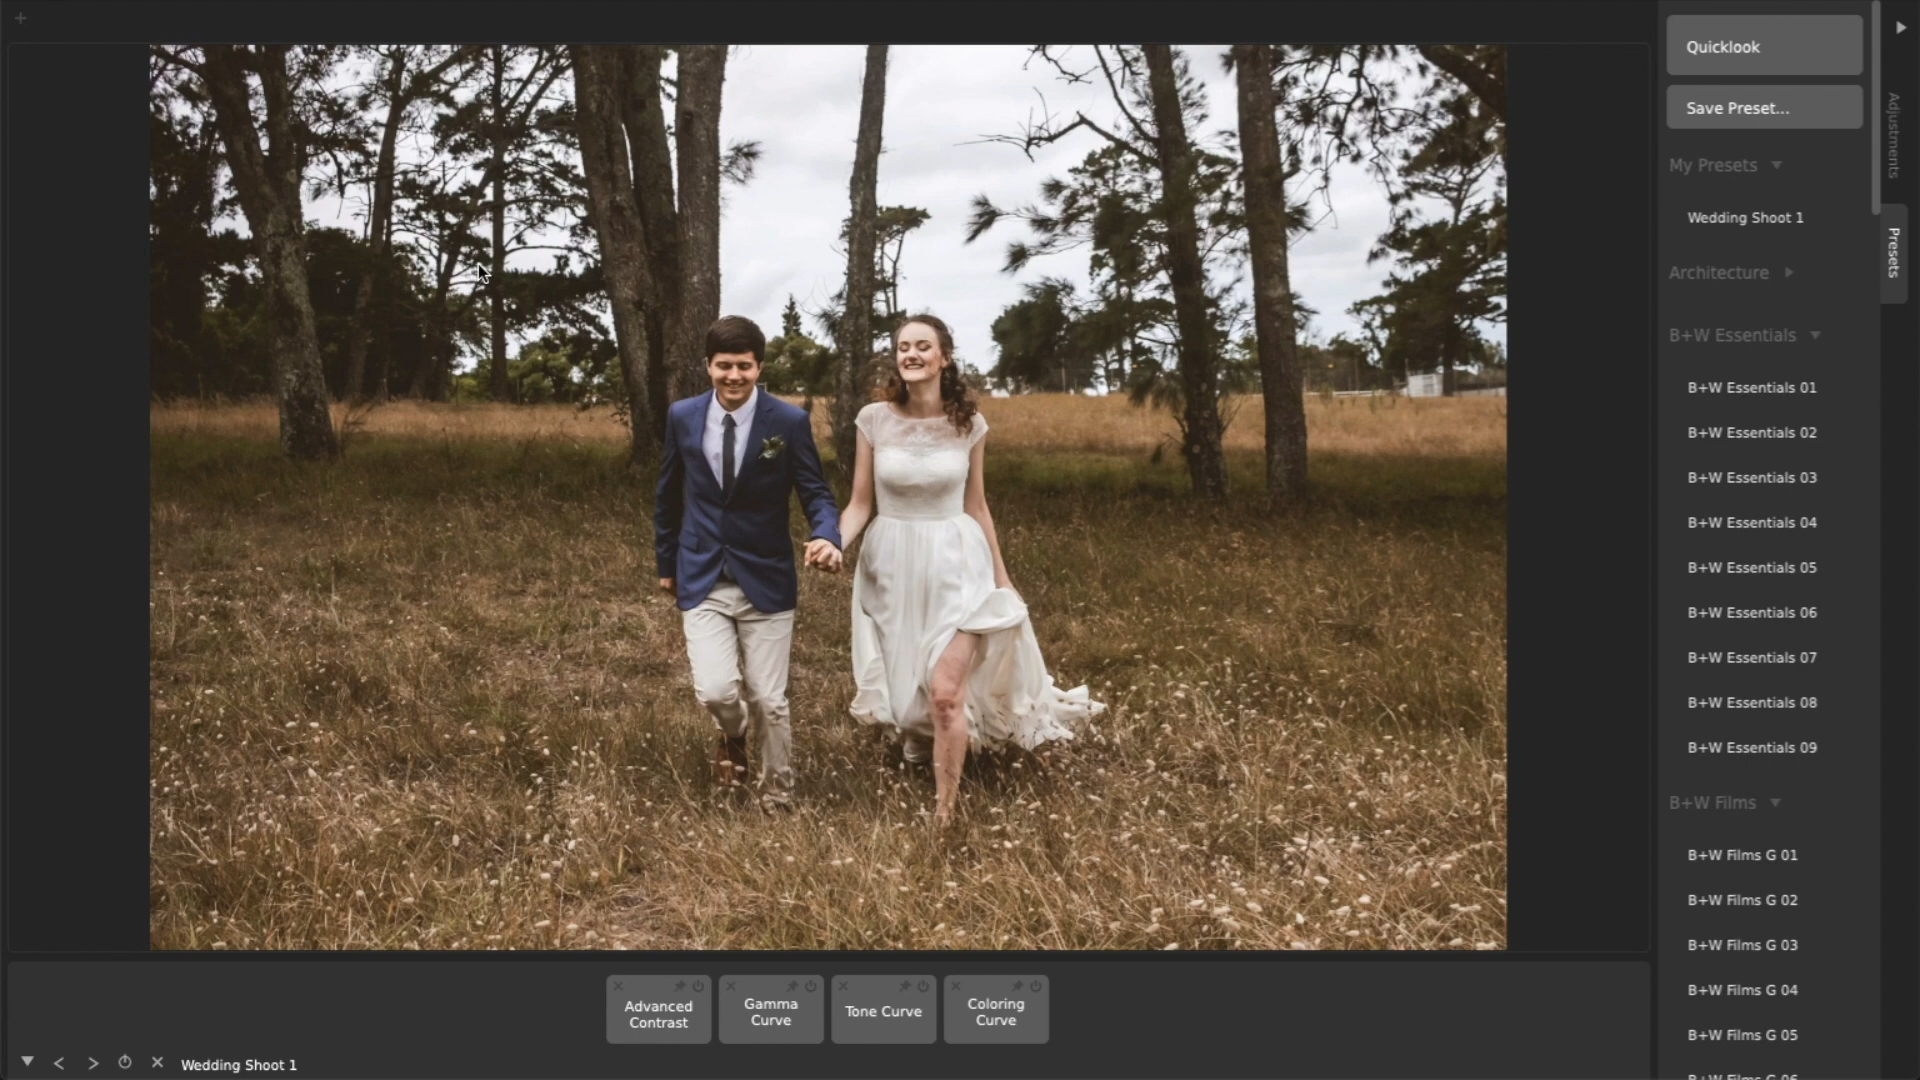 Quicklook
Save Preset...
My Presets
Wedding Shoot 1
Architecture
B+W Essentials
B+W Essentials 01
B+W Essentials 02
B+W Essentials 03
B+W Essentials 04
B+W Essentials 05
B+W Essentials 06
B+W Essentials 07
B+W Essentials 08
B+W Essentials 09
B+W Films
B+W Films G 01
B+W Films G 02
B+W Films G 03
B+W Films G 04
B+W Films G 05
B+W Films G 06
Adjustments
Presets
Advanced
Contrast
Gamma
Curve
Tone Curve
Coloring
Curve
Wedding Shoot 1